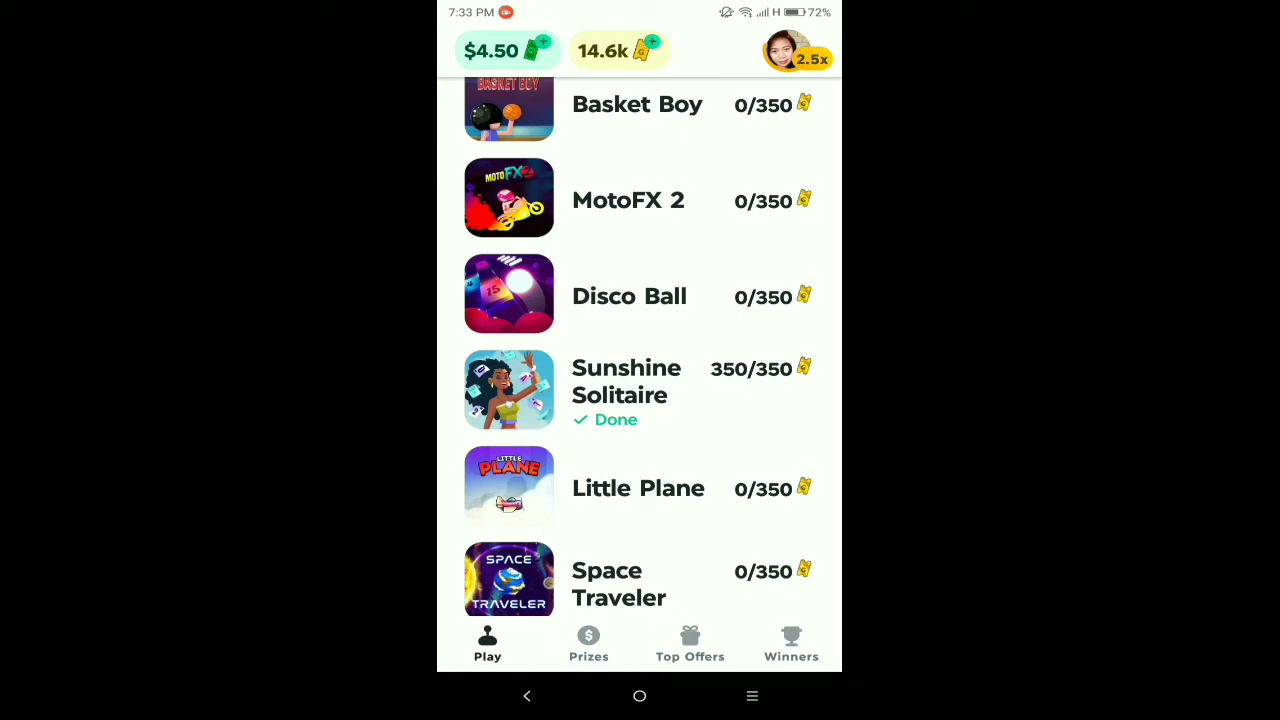 7:33 PM
H 72%
$4.50
14.6k
2.5x
BASKET BOY
Basket Boy 0/350
MOTOFX2
MotoFX 2 0/350
15
Disco Ball 0/350
Sunshine 350/350
Solitaire
Done
LITTLE
PLANE
Little Plane 0/350
SPACE
TRAVELER
Space 0/350
Traveler
Play Prizes Top Offers Winners